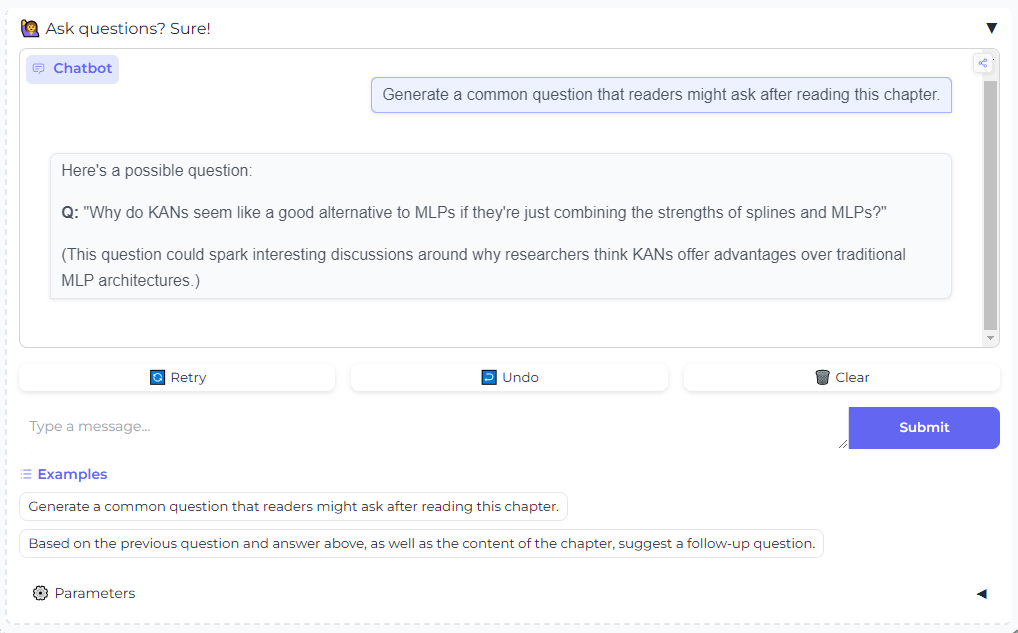 Ask questions? Sure!
Chatbot
Generate a common question that readers might ask after reading this chapter.
Here's a possible question:
Q: "Why do KANs seem like a good alternative to MLPs if they're just combining the strengths of splines and MLPs?"
(This question could spark interesting discussions around why researchers think KANs offer advantages over traditional
MLP architectures.)
Retry
Undo
Clear
Type a message...
Submit
Examples
Generate a common question that readers might ask after reading this chapter.
Based on the previous question and answer above, as well as the content of the chapter, suggest a follow-up question.
Parameters